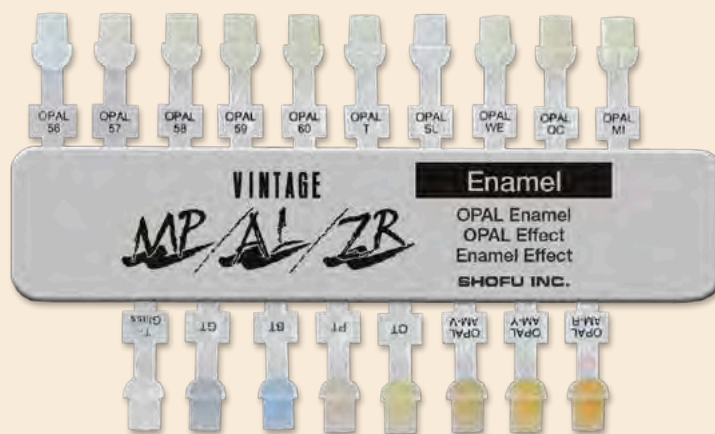 OPAL
56
OPAL
57
OPAL
58
OPAL
59
OPAL
60
OPAL
T
OPAL
SL
OPAL
WE
OPAL
OC
OPAL
MI
VINTAGE
MP/AL/ZR
Enamel
OPAL Enamel
OPAL Effect
Enamel Effect
SHOFU INC.
T-
Glass
GT
BT
PT
OT
OPAL
AM-V
OPAL
AM-Y
OPAL
AM-R